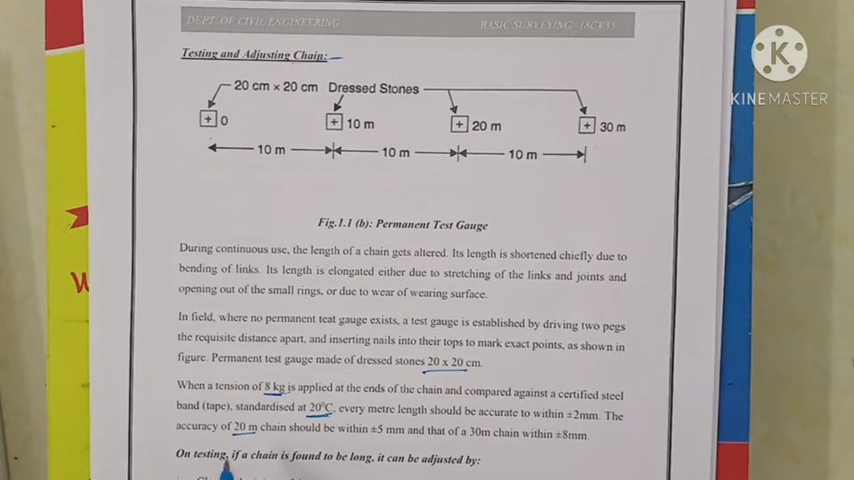 DEPT. OF CIVIL ENGINEERING BASIC SURVEYING-18CV35
Testing and Adjusting Chain:
20 cm × 20 cm Dressed Stones
0 10 m 20 m 30 m
10 m 10 m 10 m
Fig.1.1 (b): Permanent Test Gauge
During continuous use, the length of a chain gets altered. Its length is shortened chiefly due to
bending of links. Its length is elongated either due to stretching of the links and joints and
opening out of the small rings, or due to wear of wearing surface.
In field, where no permanent teat gauge exists, a test gauge is established by driving two pegs
the requisite distance apart, and inserting nails into their tops to mark exact points, as shown in
figure. Permanent test gauge made of dressed stones 20 x 20 cm.
When a tension of 8 kg is applied at the ends of the chain and compared against a certified steel
band (tape), standardised at 20⁰C, every metre length should be accurate to within ±2mm. The
accuracy of 20 m chain should be within ±5 mm and that of a 30m chain within ±8mm.
On testing, if a chain is found to be long, it can be adjusted by:
K
KINEMASTER